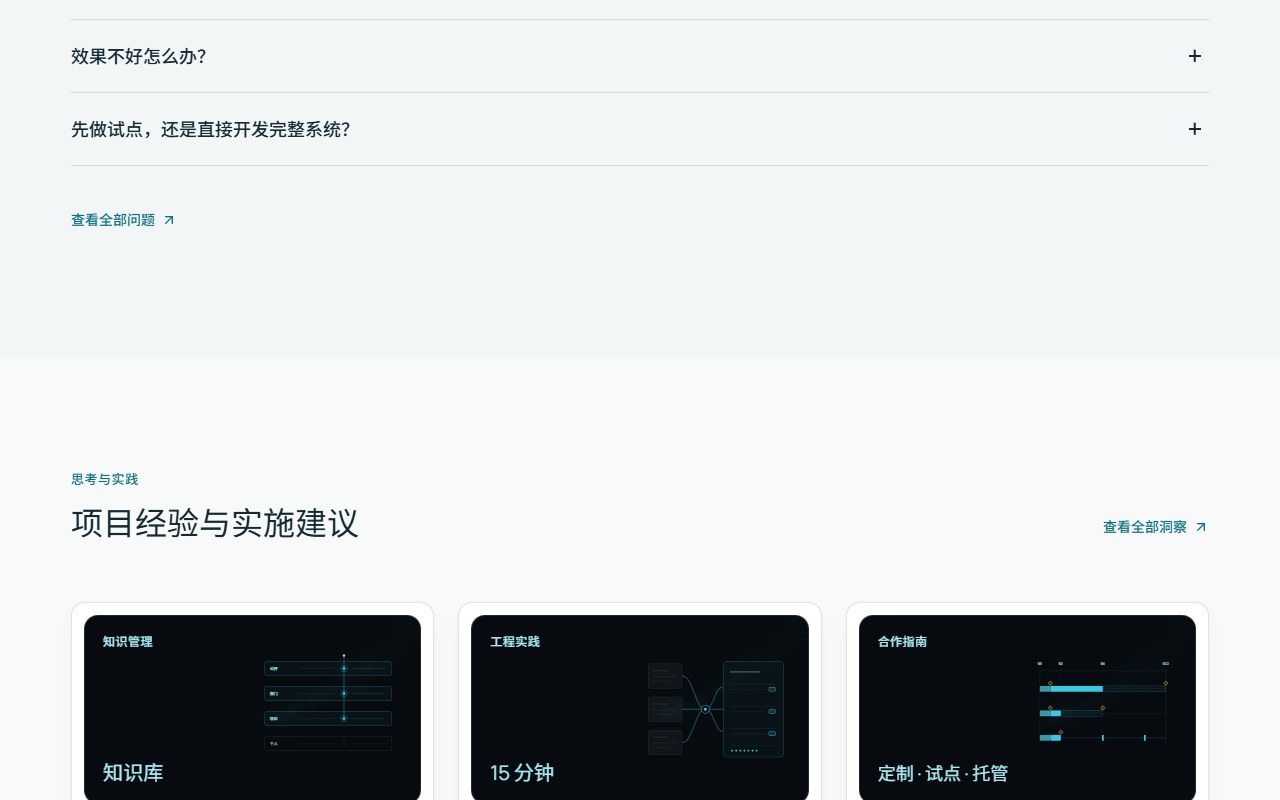 效果不好怎么办？
先做试点，还是直接开发完整系统？
查看全部问题
思考与实践
项目经验与实施建议
查看全部洞察
知识管理
个人
知识库
工程实践
15 分钟
合作指南
定制 · 试点 · 托管